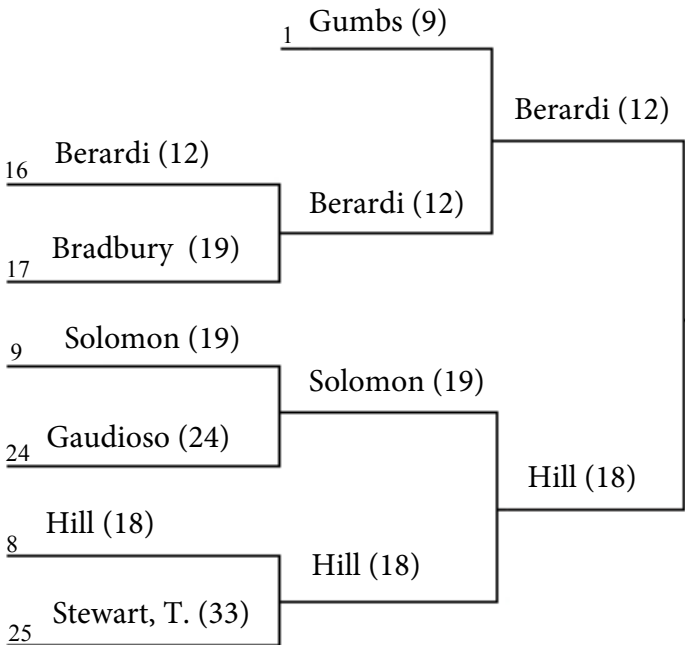 1 Gumbs (9)
Berardi (12)
16 Berardi (12)
Berardi (12)
17 Bradbury (19)
9 Solomon (19)
Solomon (19)
24 Gaudioso (24)
Hill (18)
8 Hill (18)
Hill (18)
25 Stewart, T. (33)